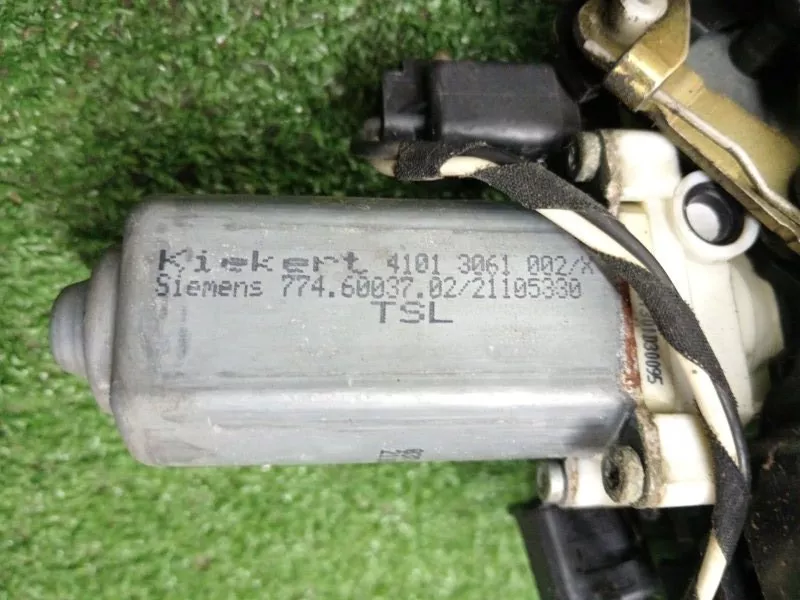 Kiekert 4101 3061 002/X
Siemens 774.60037.02/21105330
TSL